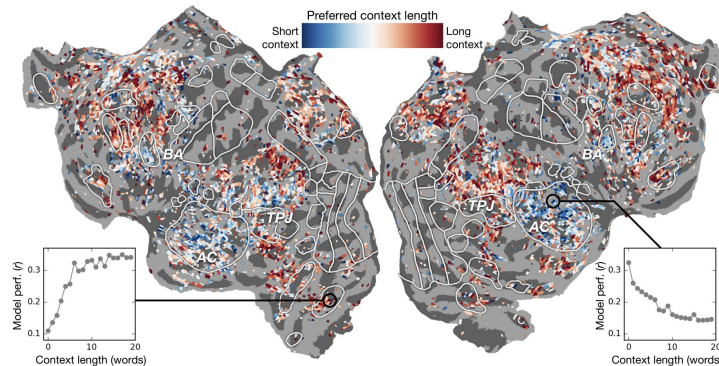 Preferred context length
Short context
Long context
BA
TPJ
AC
BA
TPJ
AC
Model perf. (r)
0.3
0.2
0.1
0 10 20
Context length (words)
Model perf. (r)
0.3
0.2
0.1
0 10 20
Context length (words)